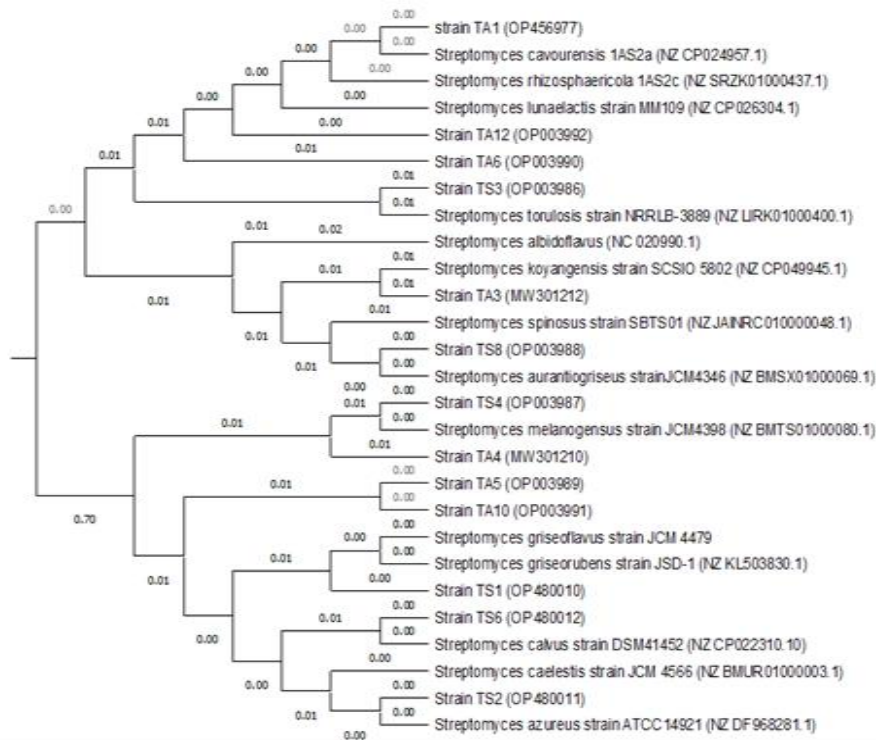 0.00
0.00 strain TA1 (OP456977)
0.00 0.00
Streptomyces cavourensis 1AS2a (NZ CP024957.1)
0.00 0.00
Streptomyces rhizosphaericola 1AS2c (NZ SRZK01000437.1)
0.00 0.00
Streptomyces lunaelactis strain MM109 (NZ CP026304.1)
0.01 0.00
Strain TA12 (OP003992)
0.01 0.01
Strain TA6 (OP003990)
0.01
Strain TS3 (OP003986)
0.00 0.01
Streptomyces torulosis strain NRRLB-3889 (NZ LIRK01000400.1)
0.01 0.02
Streptomyces albidoflavus (NC 020990.1)
0.01
Streptomyces koyangensis strain SCSIO 5802 (NZ CP049945.1)
0.01 0.01
Strain TA3 (MW301212)
0.01 0.01
Streptomyces spinosus strain SBTS01 (NZ JAINRC010000048.1)
0.01 0.00
Strain TS8 (OP003988)
0.01 0.00
Streptomyces aurantiogriseus strainJCM4346 (NZ BMSX01000069.1)
0.00 0.00
0.01 Strain TS4 (OP003987)
0.00
Streptomyces melanogensus strain JCM4398 (NZ BMTS01000080.1)
0.01 0.01
Strain TA4 (MW301210)
0.00
0.01 Strain TA5 (OP003989)
0.00
Strain TA10 (OP003991)
0.70
0.00
Streptomyces griseoflavus strain JCM 4479
0.00 0.00
Streptomyces griseorubens strain JSD-1 (NZ KL503830.1)
0.01 0.01 0.00
Strain TS1 (OP480010)
0.00
0.01 Strain TS6 (OP480012)
0.00 0.00
Streptomyces calvus strain DSM41452 (NZ CP022310.10)
0.00
Streptomyces caelestis strain JCM 4566 (NZ BMUR01000003.1)
0.00 0.00
Strain TS2 (OP480011)
0.01 0.00
Streptomyces azureus strain ATCC14921 (NZ DF968281.1)
0.00